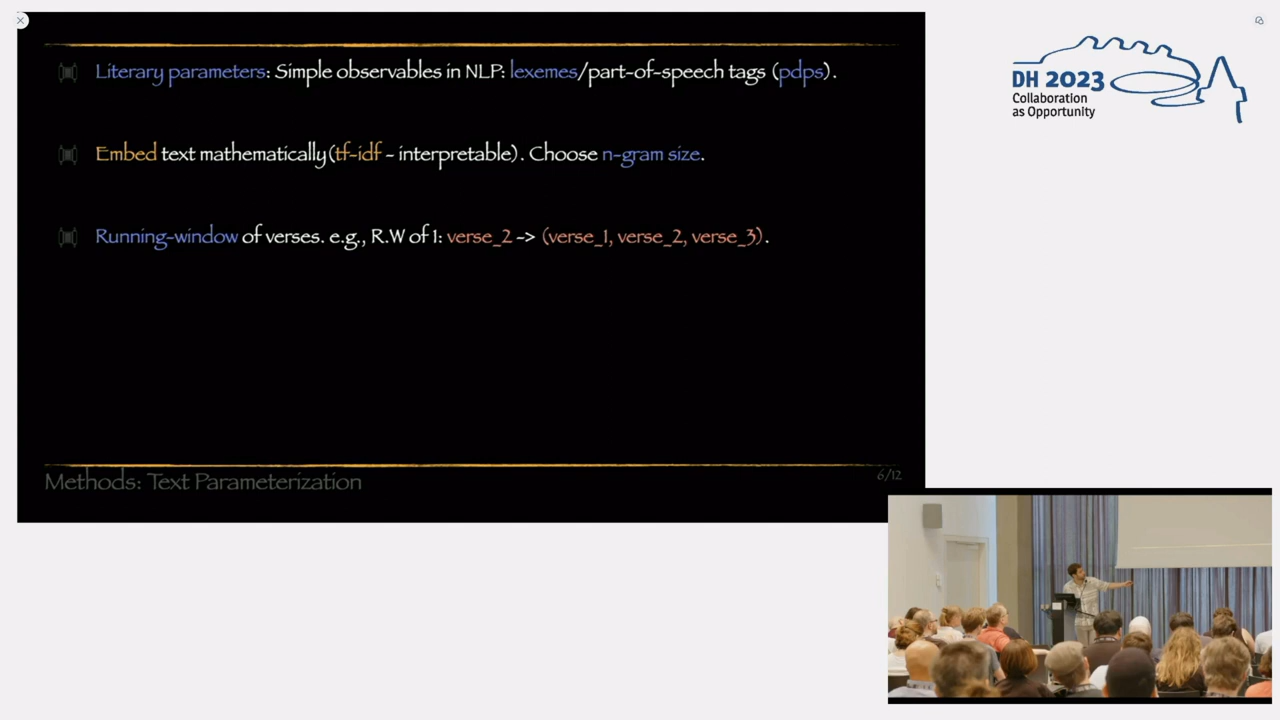 Literary parameters: Simple observables in NLP: lexemes/part-of-speech tags (pdps).
Embed text mathematically(tf-idf - interpretable). Choose n-gram size.
Running-window of verses. e.g., R.W of 1: verse_2 -> (verse_1, verse_2, verse_3).
Methods: Text Parameterization
6/12
DH 2023
Collaboration
as Opportunity